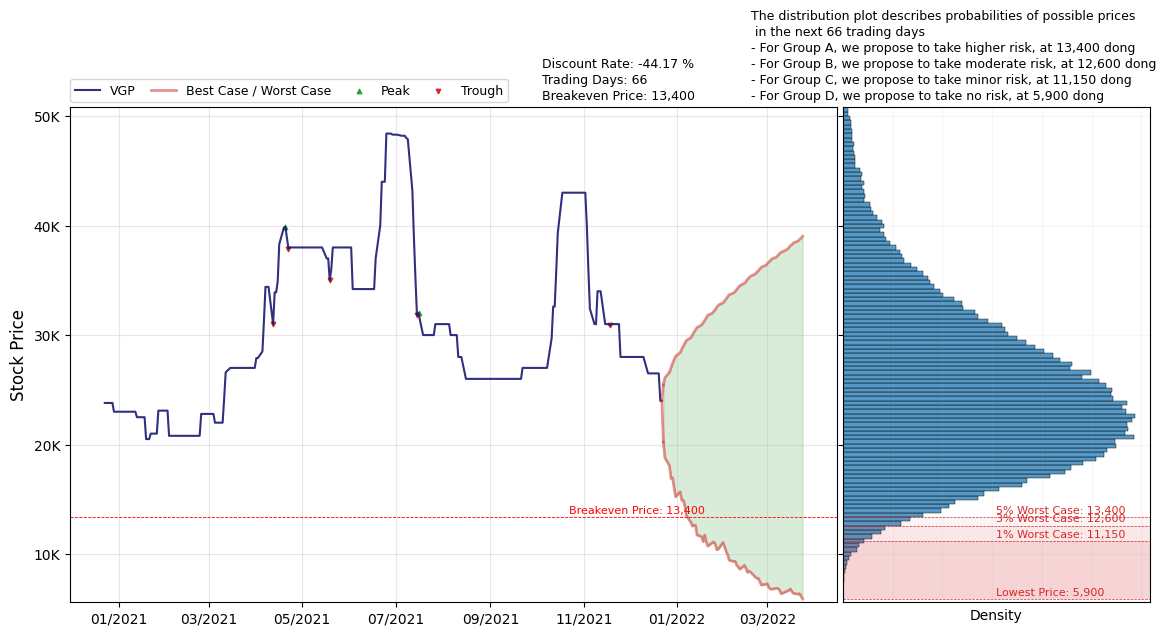 The distribution plot describes probabilities of possible prices
in the next 66 trading days
- For Group A, we propose to take higher risk, at 13,400 dong
- For Group B, we propose to take moderate risk, at 12,600 dong
- For Group C, we propose to take minor risk, at 11,150 dong
- For Group D, we propose to take no risk, at 5,900 dong
Discount Rate: -44.17 %
Trading Days: 66
Breakeven Price: 13,400
VGP
Best Case / Worst Case
Peak
Trough
Stock Price
50K
40K
30K
20K
10K
Breakeven Price: 13,400
5% Worst Case: 13,400
3% Worst Case: 12,600
1% Worst Case: 11,150
Lowest Price: 5,900
01/2021
03/2021
05/2021
07/2021
09/2021
11/2021
01/2022
03/2022
Density